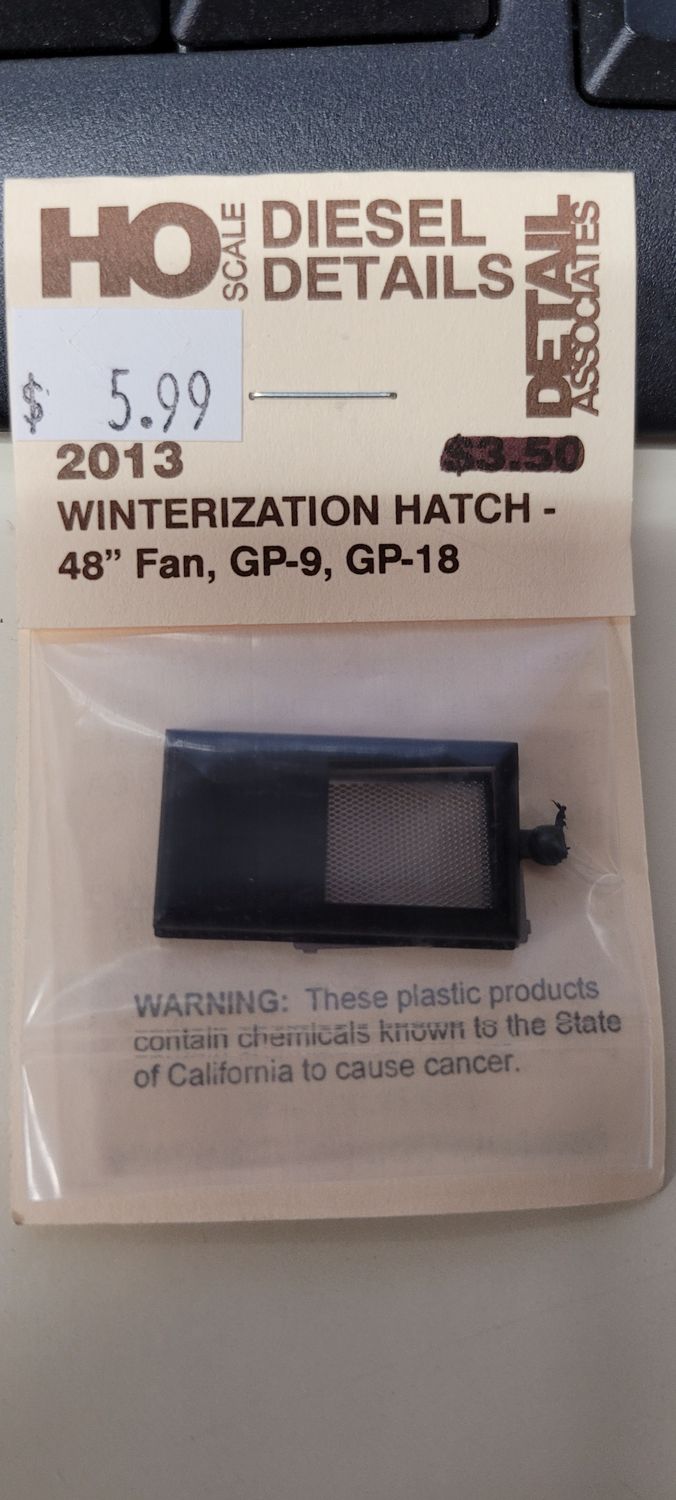 HO SCALE DIESEL DETAILS
DETAIL ASSOCIATES
$ 5.99
2013 $3.50
WINTERIZATION HATCH -
48” Fan, GP-9, GP-18
WARNING: These plastic products
contain chemicals known to the State
of California to cause cancer.